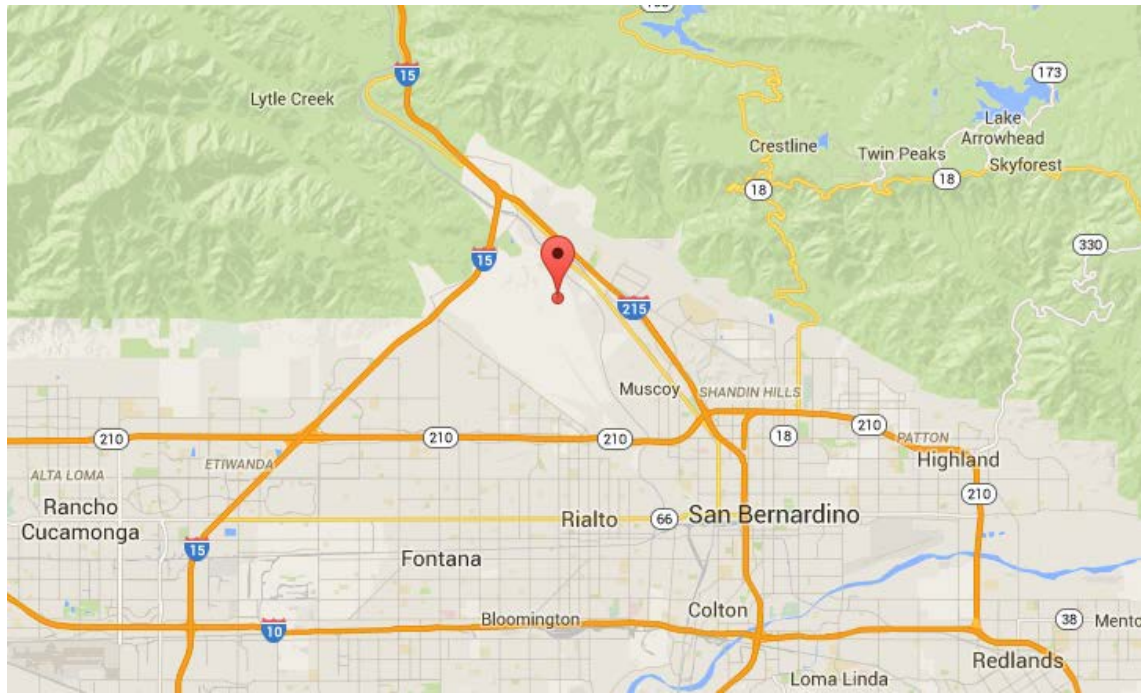 15
Lytle Creek
173
Lake
Arrowhead
Crestline
Twin Peaks
Skyforest
18
18
330
15
215
Muscoy
SHANDIN HILLS
210
210
210
18
210
PATTON
Highland
ALTA LOMA
ETIWANDA
210
Rancho
Cucamonga
Rialto
66
San Bernardino
15
Fontana
Bloomington
Colton
10
38
Mento
Redlands
Loma Linda